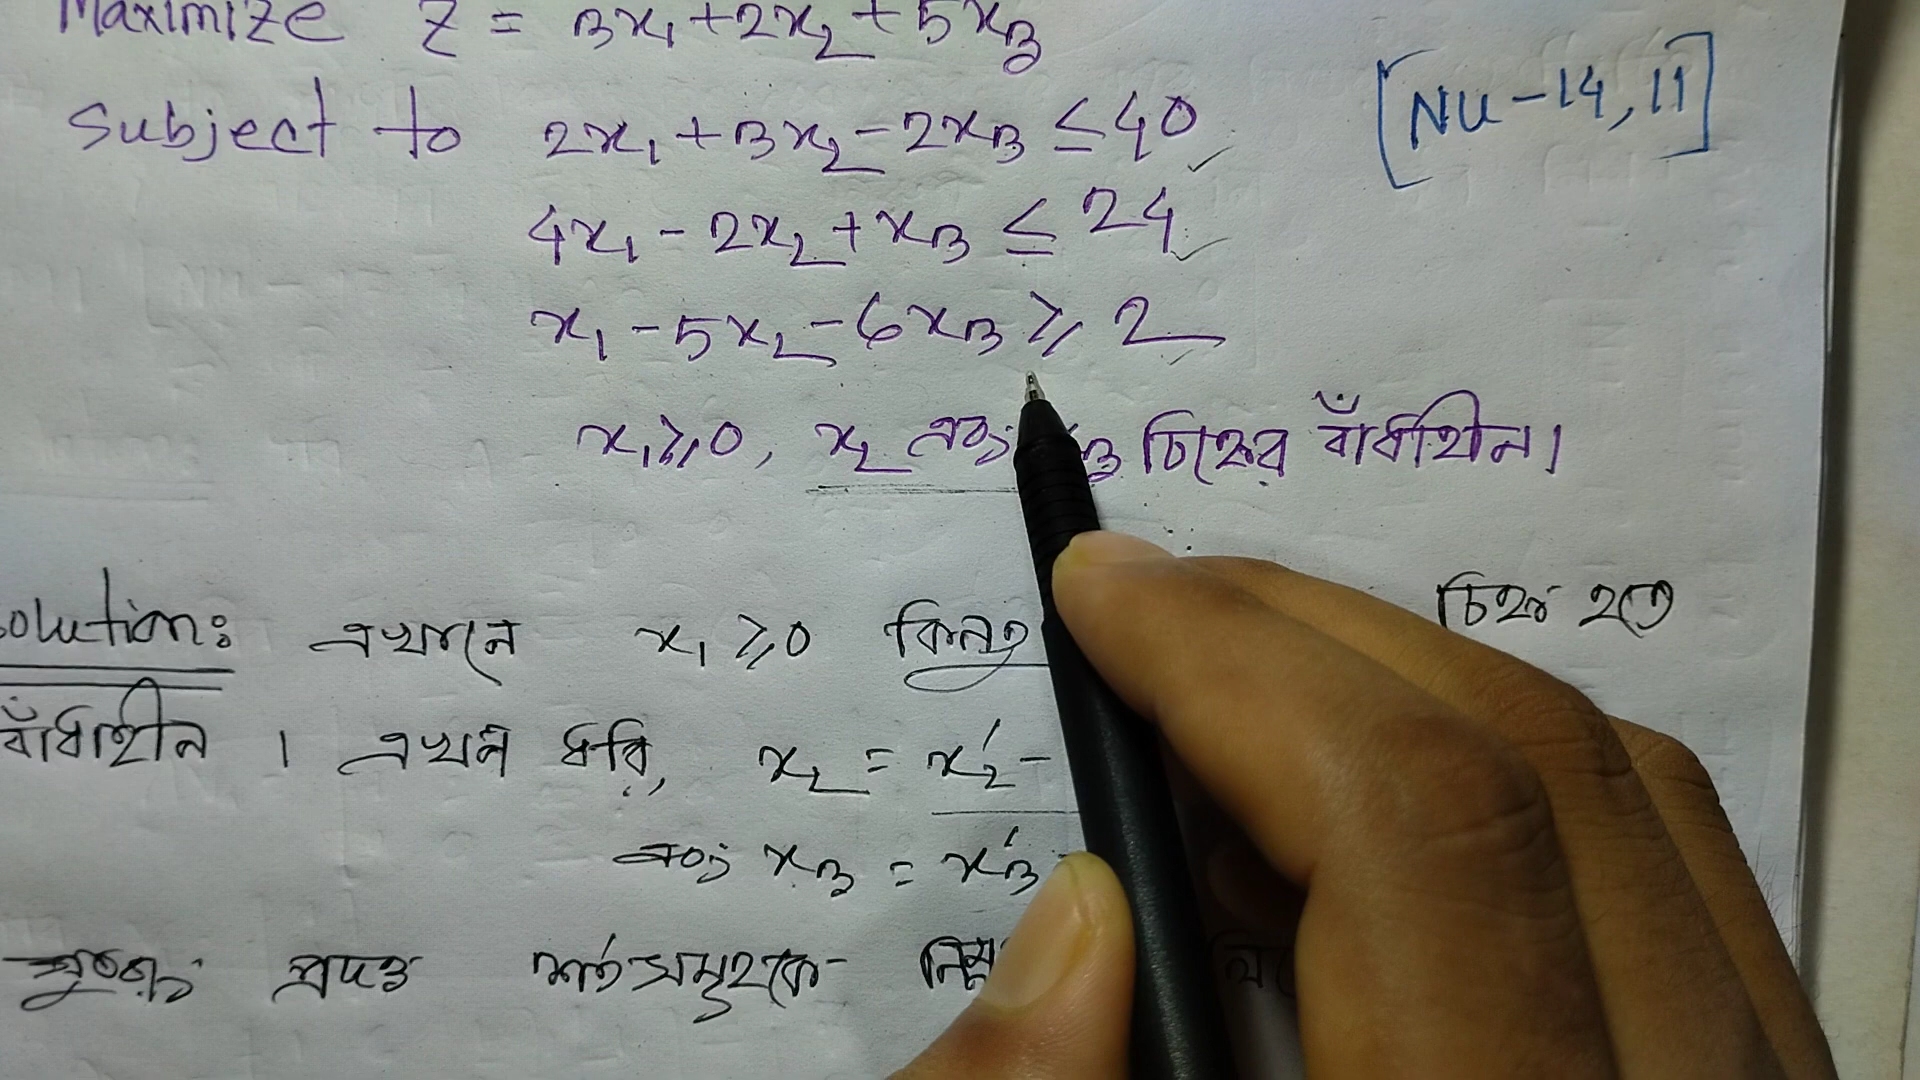 Maximize Z = 3x₁+2x₂+5x₃
Subject to 2x₁+3x₂-2x₃ ≤ 40
[NU-14,11]
4x₁-2x₂+x₃ ≤ 24
x₁-5x₂-6x₃ ≥ 2
x₁≥0, x₂ এবং x₃ চিহ্নের বাঁধাহীন।
olution: এখানে x₁≥0 কিন্তু চিহ্ন হতে
বাঁধাহীন। এখন ধরি, x₂ = x₂′-
এবং x₃ = x₃′
প্রদত্ত শর্তসমূহকে